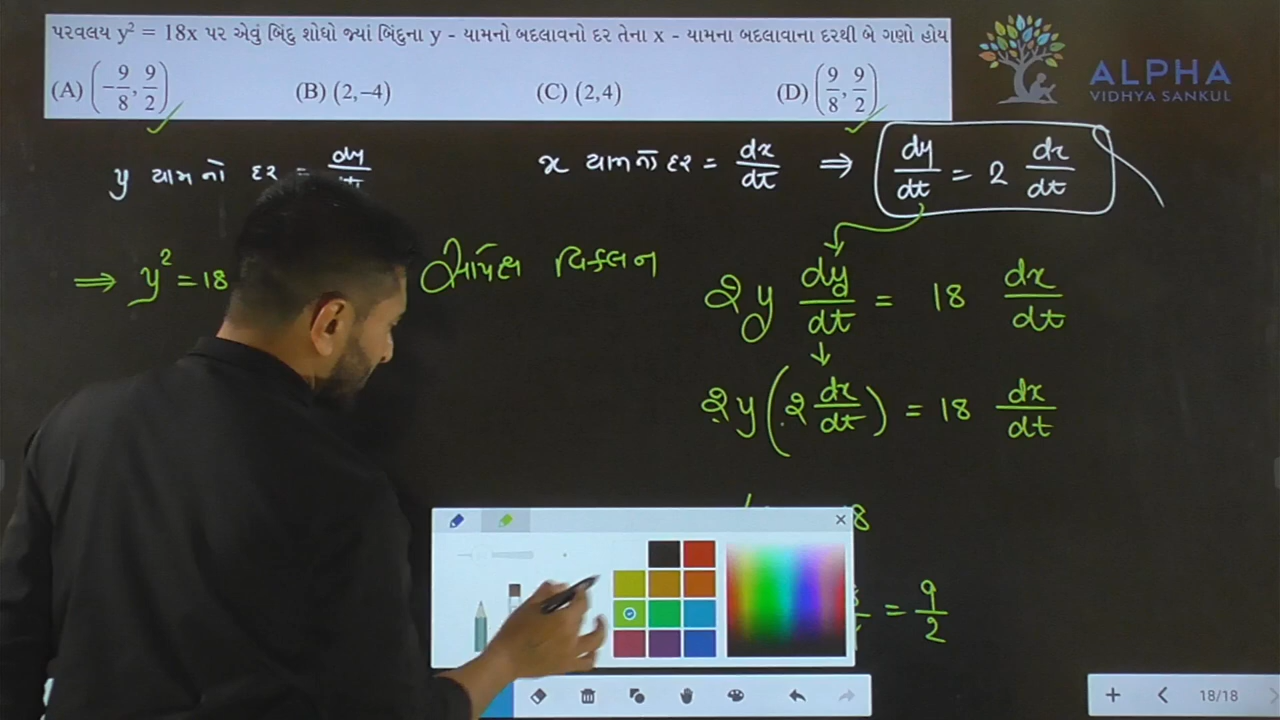 પરવલય y² = 18x પર એવું બિંદુ શોધો જ્યાં બિંદુના y - યામનો બદલાવનો દર તેના x - યામના બદલાવાના દરથી બે ગણો હોય
(A) (-9/8, 9/2) (B) (2,-4) (C) (2,4) (D) (9/8, 9/2)
ALPHA
VIDHYA SANKUL
y યામનો દર = dy/dt x યામનો દર = dx/dt ⇒ dy/dt = 2 dx/dt
⇒ y² = 18 સાપેક્ષ વિકલન
2y dy/dt = 18 dx/dt
2y (2 dx/dt) = 18 dx/dt
= 9/2
18/18